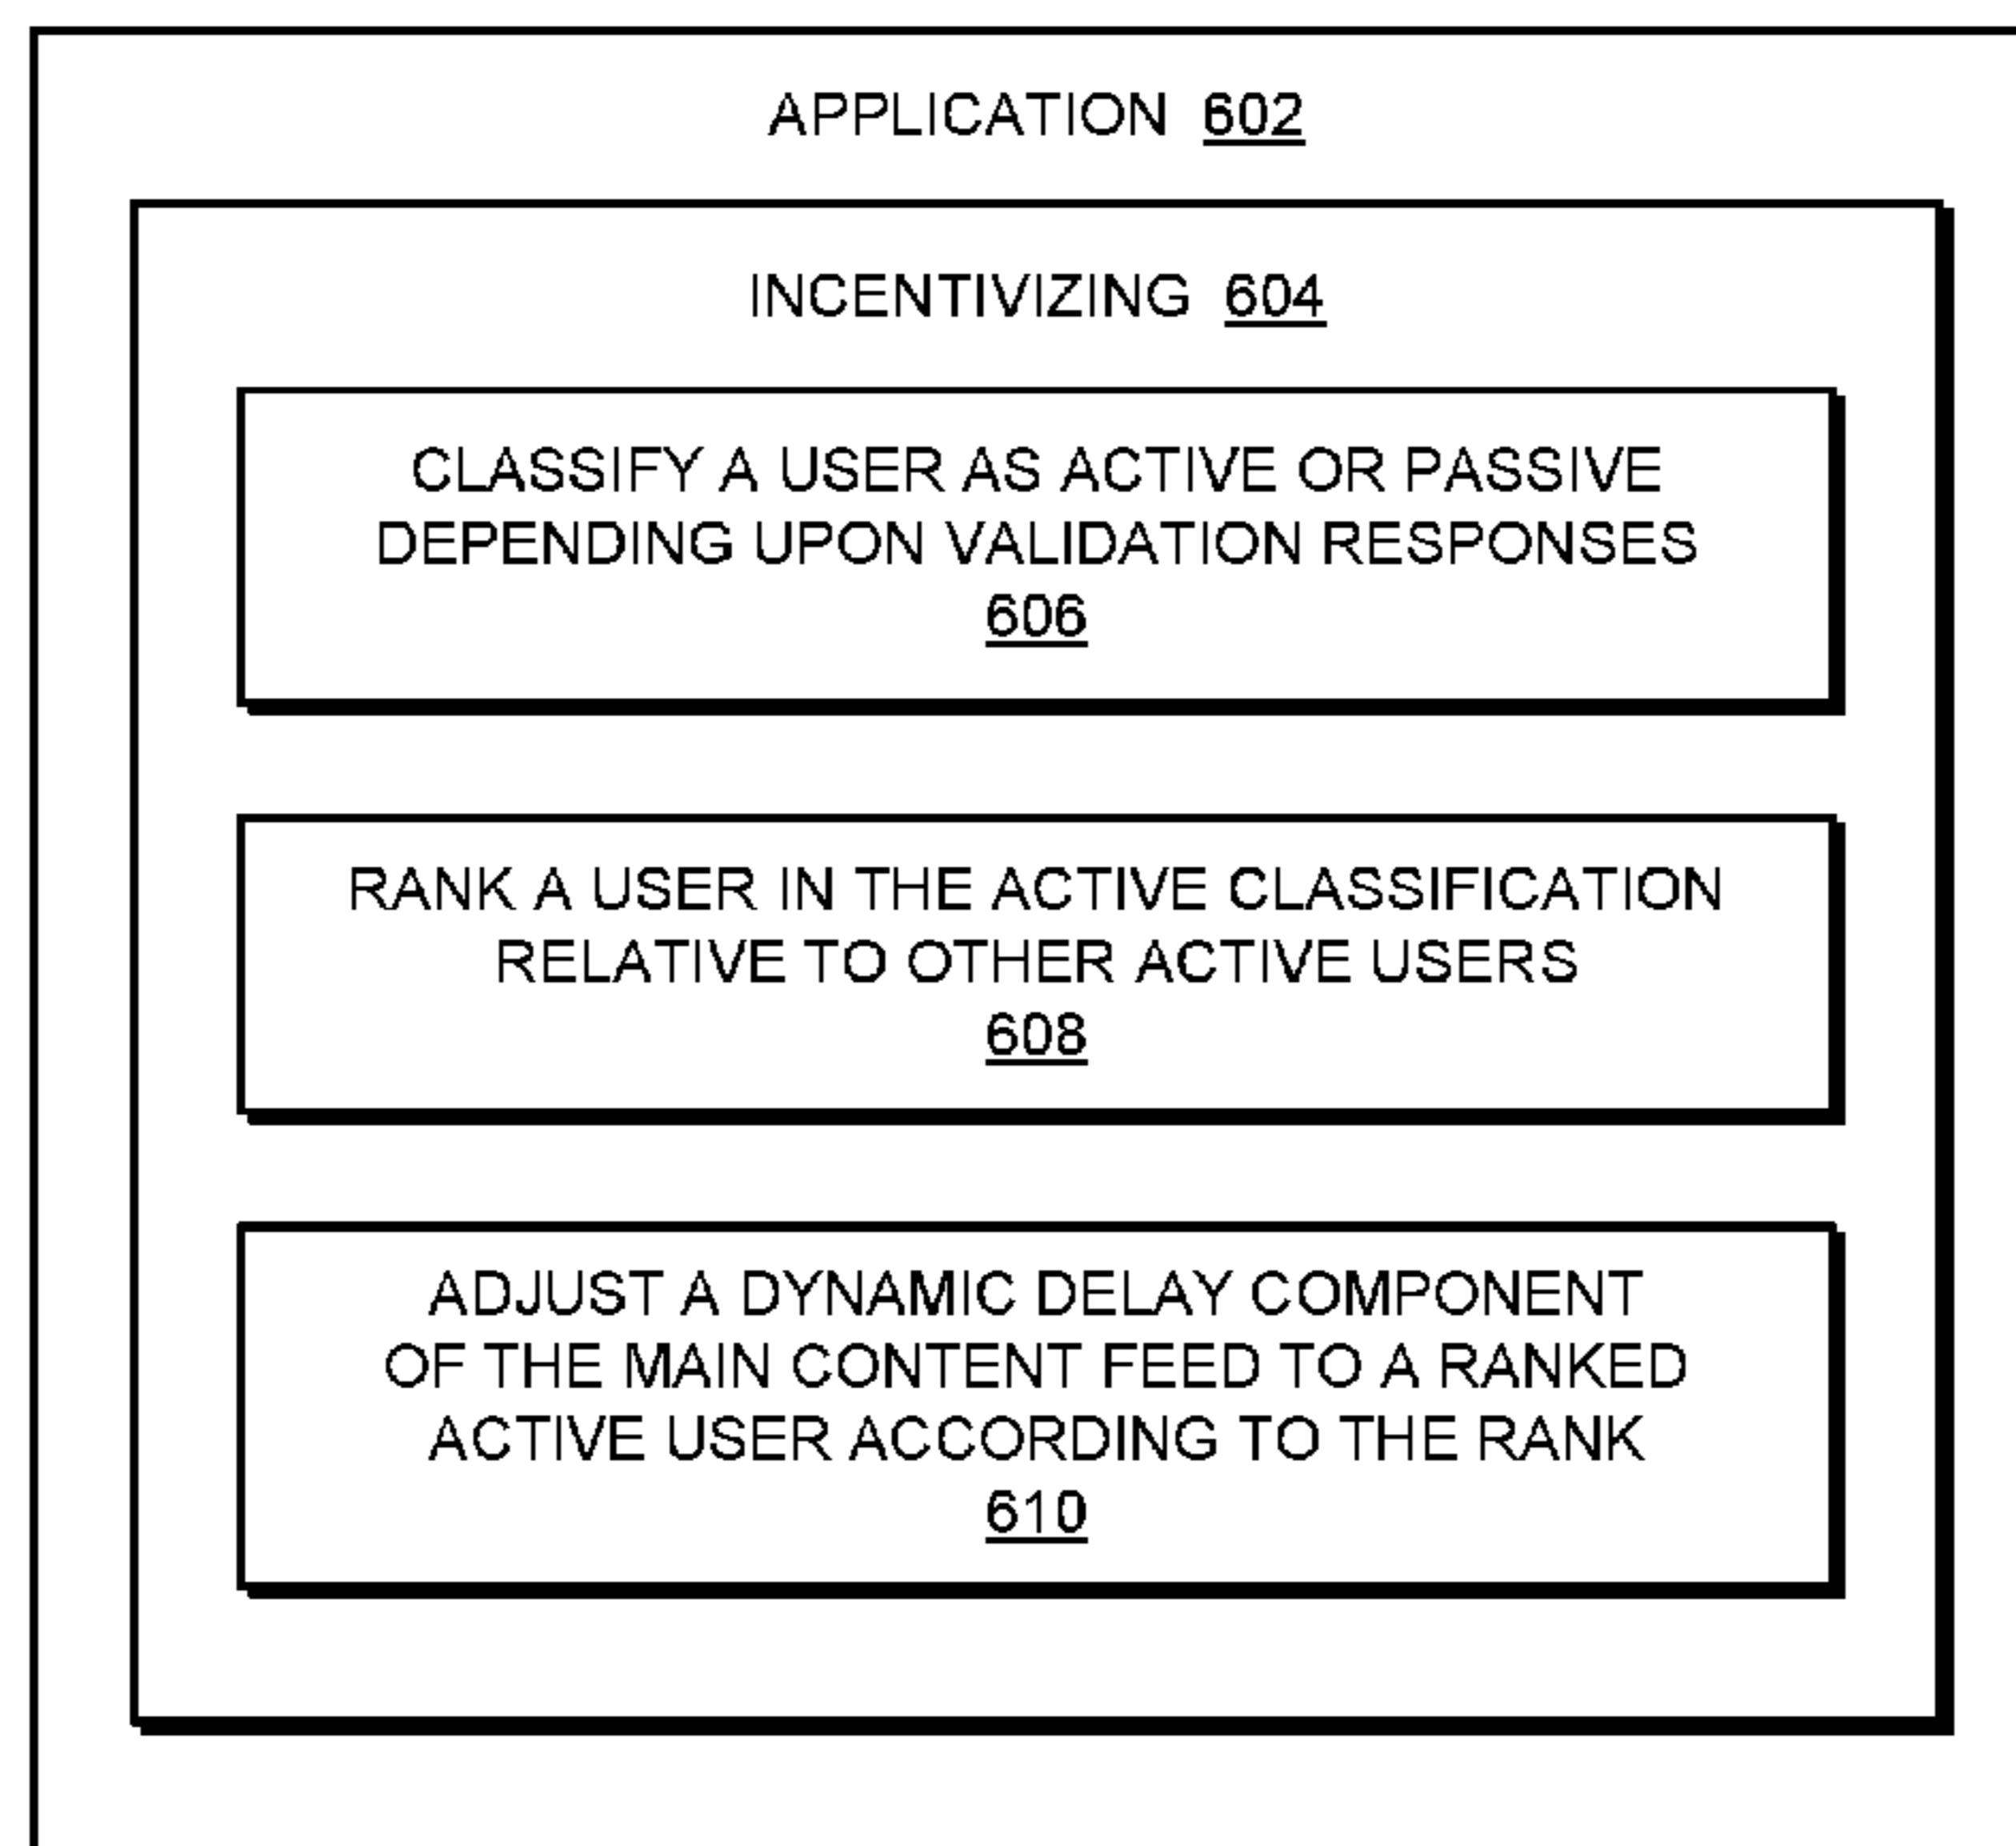 APPLICATION 602
INCENTIVIZING 604
CLASSIFY A USER AS ACTIVE OR PASSIVE
DEPENDING UPON VALIDATION RESPONSES
606
RANK A USER IN THE ACTIVE CLASSIFICATION
RELATIVE TO OTHER ACTIVE USERS
608
ADJUST A DYNAMIC DELAY COMPONENT
OF THE MAIN CONTENT FEED TO A RANKED
ACTIVE USER ACCORDING TO THE RANK
610